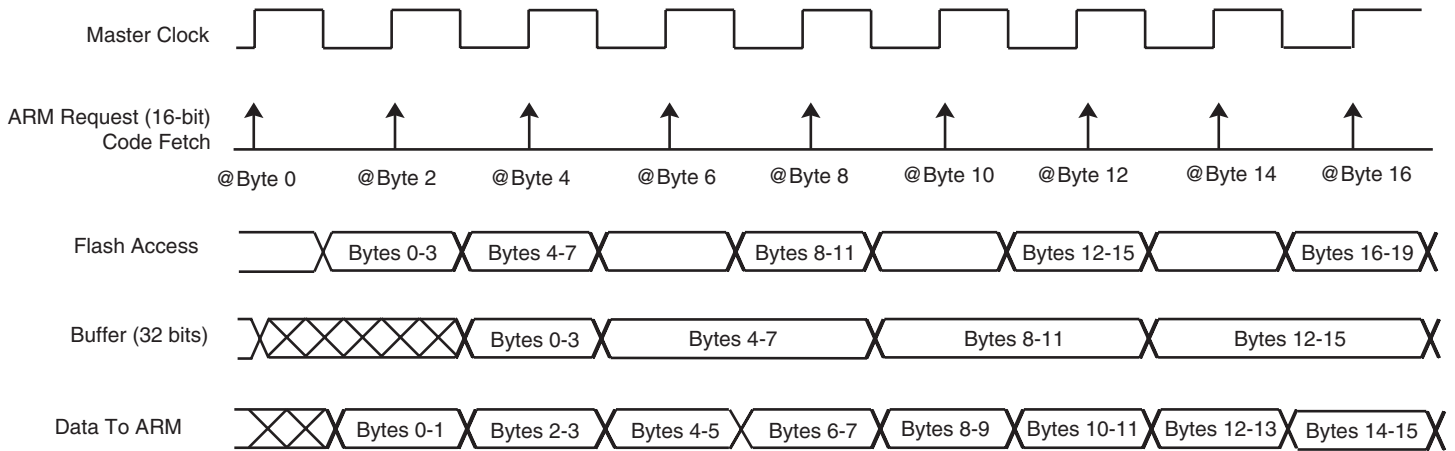 Master Clock
ARM Request (16-bit)
Code Fetch
@Byte 0 @Byte 2 @Byte 4 @Byte 6 @Byte 8 @Byte 10 @Byte 12 @Byte 14 @Byte 16
Flash Access Bytes 0-3 Bytes 4-7 Bytes 8-11 Bytes 12-15 Bytes 16-19
Buffer (32 bits) Bytes 0-3 Bytes 4-7 Bytes 8-11 Bytes 12-15
Data To ARM Bytes 0-1 Bytes 2-3 Bytes 4-5 Bytes 6-7 Bytes 8-9 Bytes 10-11 Bytes 12-13 Bytes 14-15